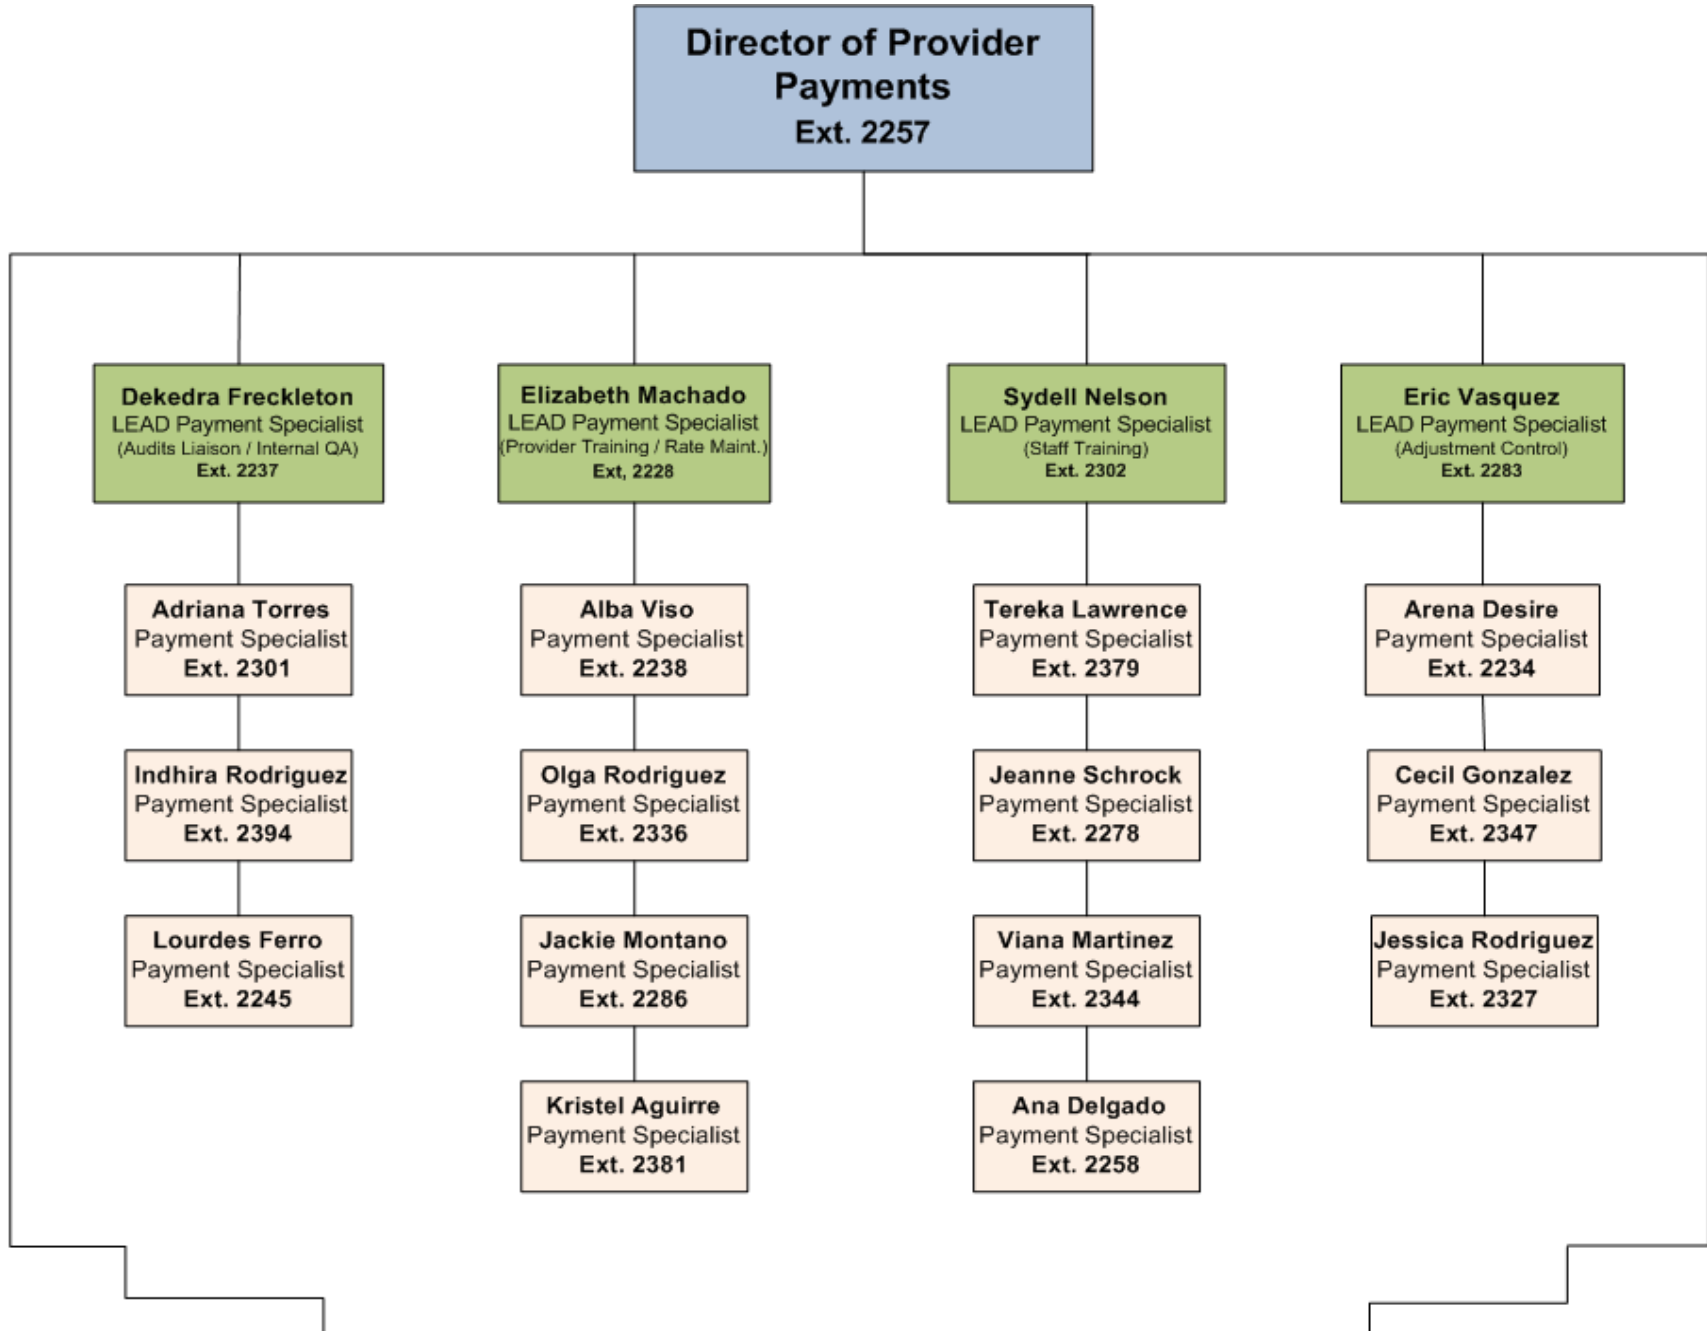 Director of Provider
Payments
Ext. 2257
Dekedra Freckleton
LEAD Payment Specialist
(Audits Liaison / Internal QA)
Ext. 2237
Elizabeth Machado
LEAD Payment Specialist
(Provider Training / Rate Maint.)
Ext, 2228
Sydell Nelson
LEAD Payment Specialist
(Staff Training)
Ext. 2302
Eric Vasquez
LEAD Payment Specialist
(Adjustment Control)
Ext. 2283
Adriana Torres
Payment Specialist
Ext. 2301
Alba Viso
Payment Specialist
Ext. 2238
Tereka Lawrence
Payment Specialist
Ext. 2379
Arena Desire
Payment Specialist
Ext. 2234
Indhira Rodriguez
Payment Specialist
Ext. 2394
Olga Rodriguez
Payment Specialist
Ext. 2336
Jeanne Schrock
Payment Specialist
Ext. 2278
Cecil Gonzalez
Payment Specialist
Ext. 2347
Lourdes Ferro
Payment Specialist
Ext. 2245
Jackie Montano
Payment Specialist
Ext. 2286
Viana Martinez
Payment Specialist
Ext. 2344
Jessica Rodriguez
Payment Specialist
Ext. 2327
Kristel Aguirre
Payment Specialist
Ext. 2381
Ana Delgado
Payment Specialist
Ext. 2258